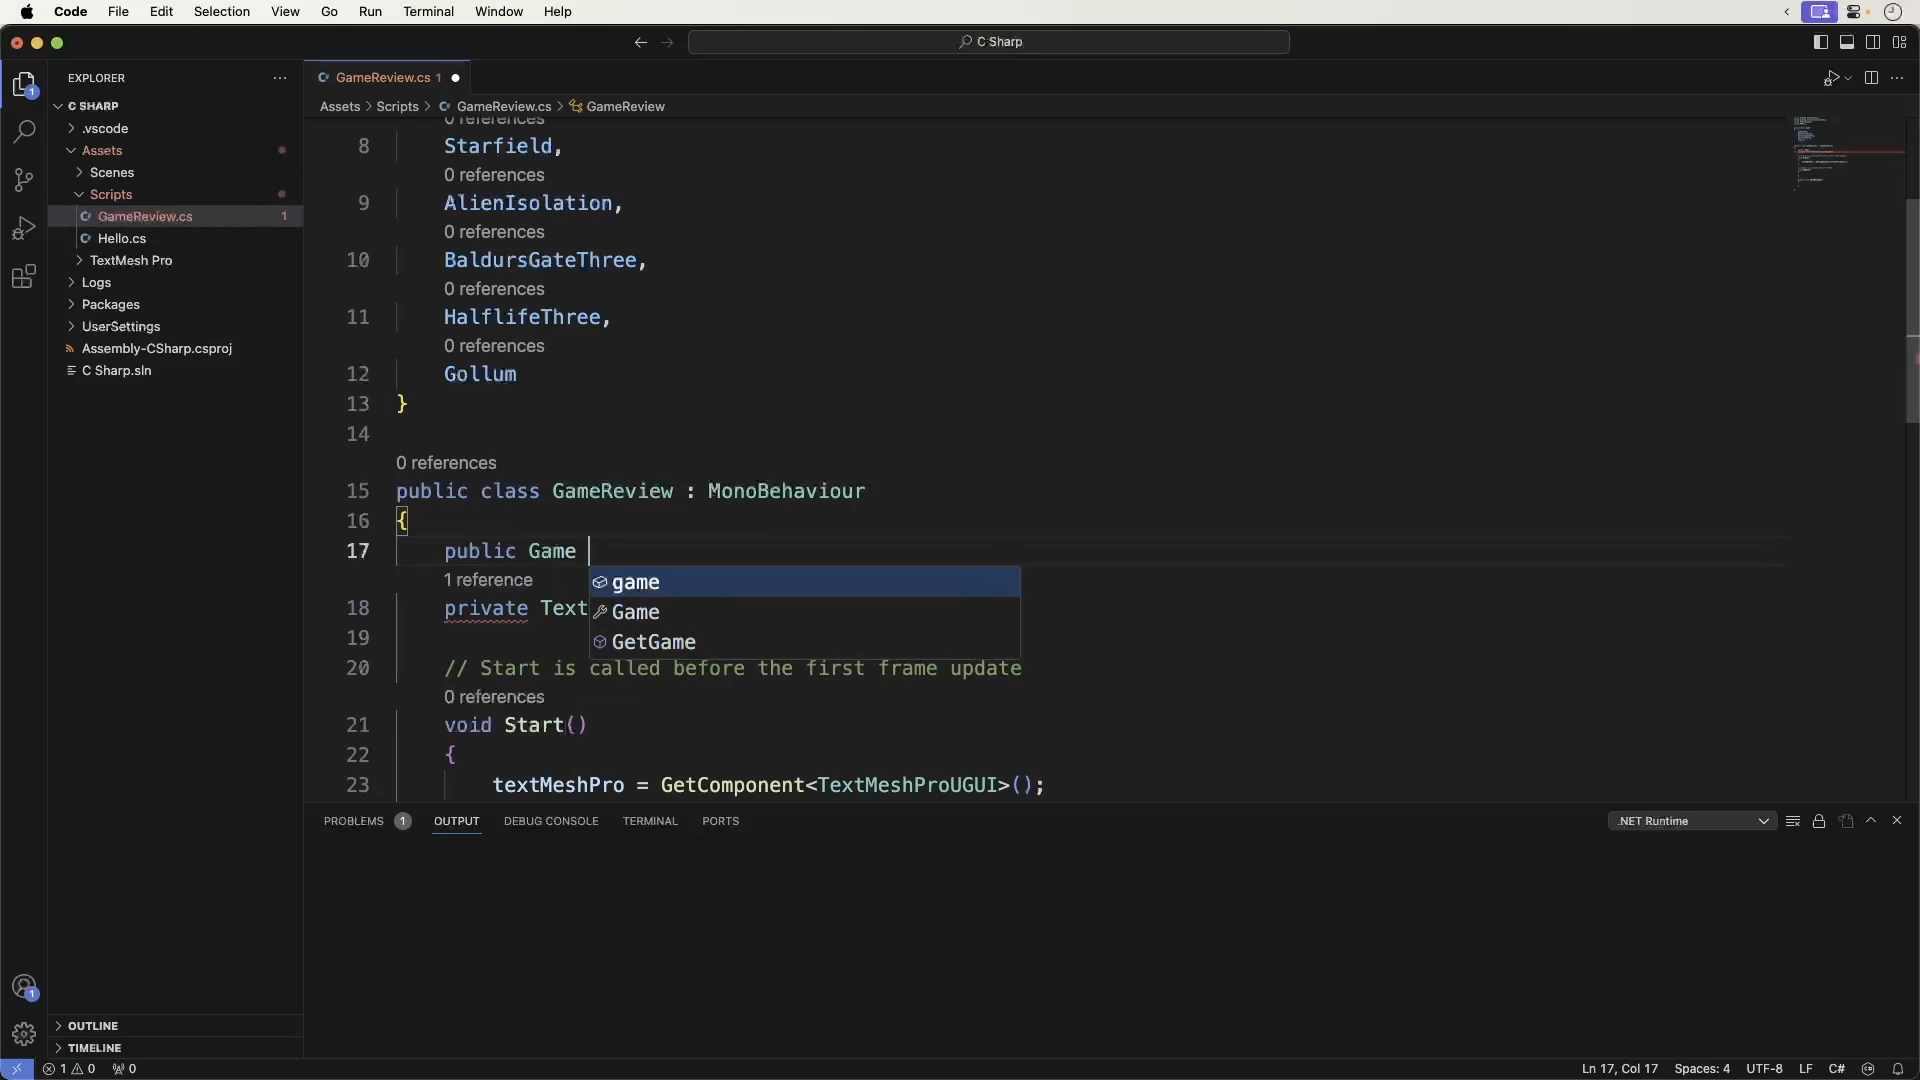 Code File Edit Selection View Go Run Terminal Window Help
C Sharp
EXPLORER
GameReview.cs 1
C SHARP
Assets > Scripts > GameReview.cs > GameReview
.vscode
Assets
Scenes
Scripts
GameReview.cs 1
Hello.cs
TextMesh Pro
Logs
Packages
UserSettings
Assembly-CSharp.csproj
C Sharp.sln
0 references
8 Starfield,
0 references
9 AlienIsolation,
0 references
10 BaldursGateThree,
0 references
11 HalflifeThree,
0 references
12 Gollum
13 }
14
0 references
15 public class GameReview : MonoBehaviour
16 {
17 public Game
1 reference
18 private Text
game
Game
GetGame
19
20 // Start is called before the first frame update
0 references
21 void Start()
22 {
23 textMeshPro = GetComponent<TextMeshProUGUI>();
PROBLEMS 1 OUTPUT DEBUG CONSOLE TERMINAL PORTS
.NET Runtime
1
1
OUTLINE
TIMELINE
1 0 0
Ln 17, Col 17 Spaces: 4 UTF-8 LF C#